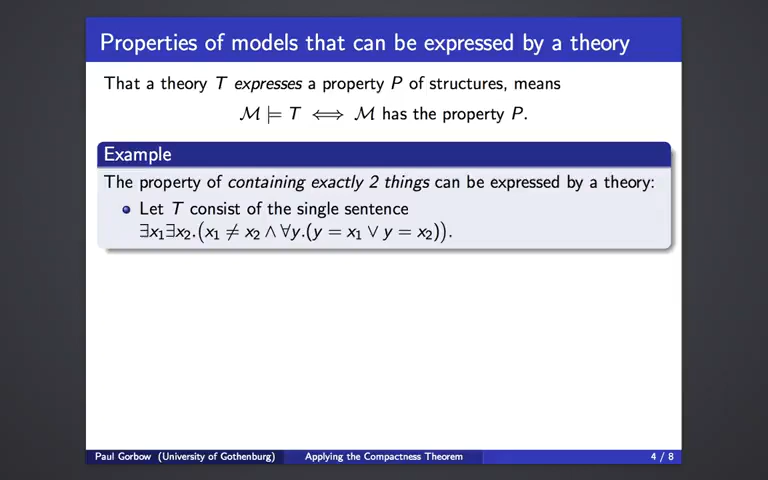 Properties of models that can be expressed by a theory
That a theory T expresses a property P of structures, means
ℳ ⊨ T ⟺ ℳ has the property P.
Example
The property of containing exactly 2 things can be expressed by a theory:
Let T consist of the single sentence
∃x₁∃x₂.(x₁ ≠ x₂ ∧ ∀y.(y = x₁ ∨ y = x₂)).
Paul Gorbow (University of Gothenburg) Applying the Compactness Theorem 4 / 8